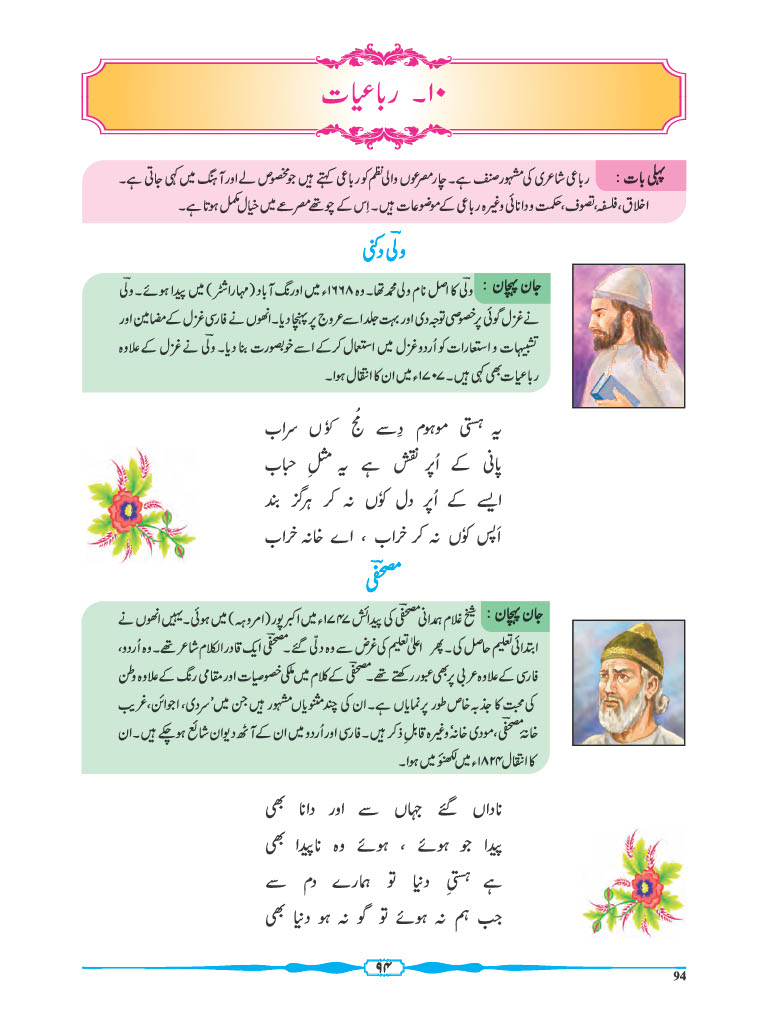 ۱۰۔ رباعیات
پہلی بات : رباعی شاعری کی مشہور صنف ہے۔ چار مصرعوں والی نظم کو رباعی کہتے ہیں جو مخصوص لے اور آہنگ میں کہی جاتی ہے۔
اخلاق، فلسفہ، تصوف، حکمت و دانائی وغیرہ رباعی کے موضوعات ہیں۔ اِس کے چوتھے مصرعے میں خیال مکمل ہوتا ہے۔
ولیؔ دکنی
جان پہچان : ولیؔ کا اصل نام ولی محمد تھا۔ وہ ۱۶۶۸ء میں اورنگ آباد (مہاراشٹر) میں پیدا ہوئے۔ ولیؔ
نے غزل گوئی پر خصوصی توجہ دی اور بہت جلد اسے عروج پر پہنچا دیا۔ انھوں نے فارسی غزل کے مضامین اور
تشبیہات و استعارات کو اُردو غزل میں استعمال کرکے اسے خوبصورت بنا دیا۔ ولیؔ نے غزل کے علاوہ
رباعیات بھی کہی ہیں۔ ۱۷۰۷ء میں ان کا انتقال ہوا۔
یہ ہستی موہوم دِسے مُج کوٗں سراب
پانی کے اُپر نقش ہے یہ مثلِ حباب
ایسے کے اُپر دل کوٗں نہ کر ہرگز بند
اَپس کوٗں نہ کر خراب ، اے خانہ خراب
مصحفیؔ
جان پہچان : شیخ غلام ہمدانی مصحفیؔ کی پیدائش ۱۷۴۷ء میں اکبر پور (امروہہ) میں ہوئی۔ یہیں انھوں نے
ابتدائی تعلیم حاصل کی۔ پھر اعلیٰ تعلیم کی غرض سے وہ دلّی گئے۔ مصحفیؔ ایک قادر الکلام شاعر تھے۔ وہ اُردو،
فارسی کے علاوہ عربی پر بھی عبور رکھتے تھے۔ مصحفیؔ کے کلام میں ملکی خصوصیات اور مقامی رنگ کے علاوہ وطن
کی محبت کا جذبہ خاص طور پر نمایاں ہے۔ ان کی چند مثنویاں مشہور ہیں جن میں 'سردی، اجوائن، غریب
خانۂ مصحفیؔ، مودی خانہ' وغیرہ قابلِ ذکر ہیں۔ فارسی اور اُردو میں ان کے آٹھ دیوان شائع ہوچکے ہیں۔ ان
کا انتقال ۱۸۲۴ء میں لکھنؤ میں ہوا۔
ناداں گئے جہاں سے اور دانا بھی
پیدا جو ہوئے ، ہوئے وہ ناپیدا بھی
ہے ہستیِ دنیا تو ہمارے دم سے
جب ہم نہ ہوئے تو گو نہ ہو دنیا بھی
۹۴
94